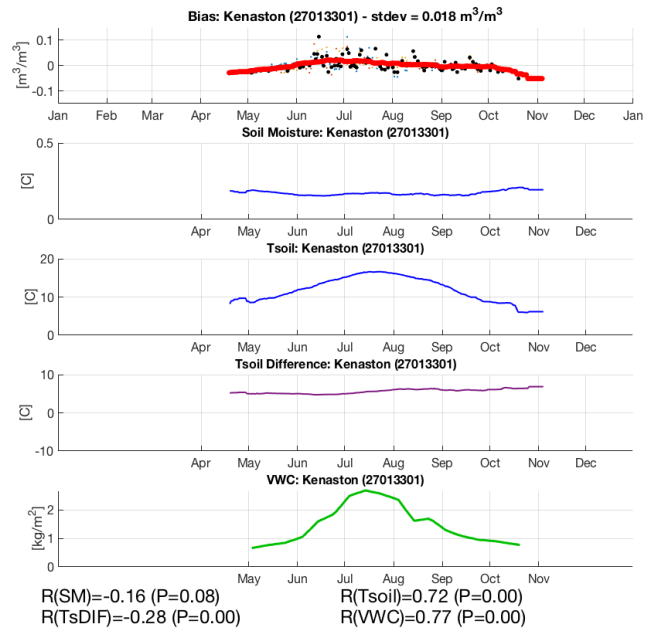 Bias: Kenaston (27013301) - stdev = 0.018 m³/m³
[m³/m³]
0.1
0
-0.1
Jan Feb Mar Apr May Jun Jul Aug Sep Oct Nov Dec Jan
Soil Moisture: Kenaston (27013301)
[C]
0.5
0
Apr May Jun Jul Aug Sep Oct Nov Dec
Tsoil: Kenaston (27013301)
[C]
20
10
0
Apr May Jun Jul Aug Sep Oct Nov Dec
Tsoil Difference: Kenaston (27013301)
[C]
10
0
-10
Apr May Jun Jul Aug Sep Oct Nov Dec
VWC: Kenaston (27013301)
[kg/m²]
2
1
0
May Jun Jul Aug Sep Oct Nov Dec
R(SM)=-0.16 (P=0.08) R(Tsoil)=0.72 (P=0.00)
R(TsDIF)=-0.28 (P=0.00) R(VWC)=0.77 (P=0.00)